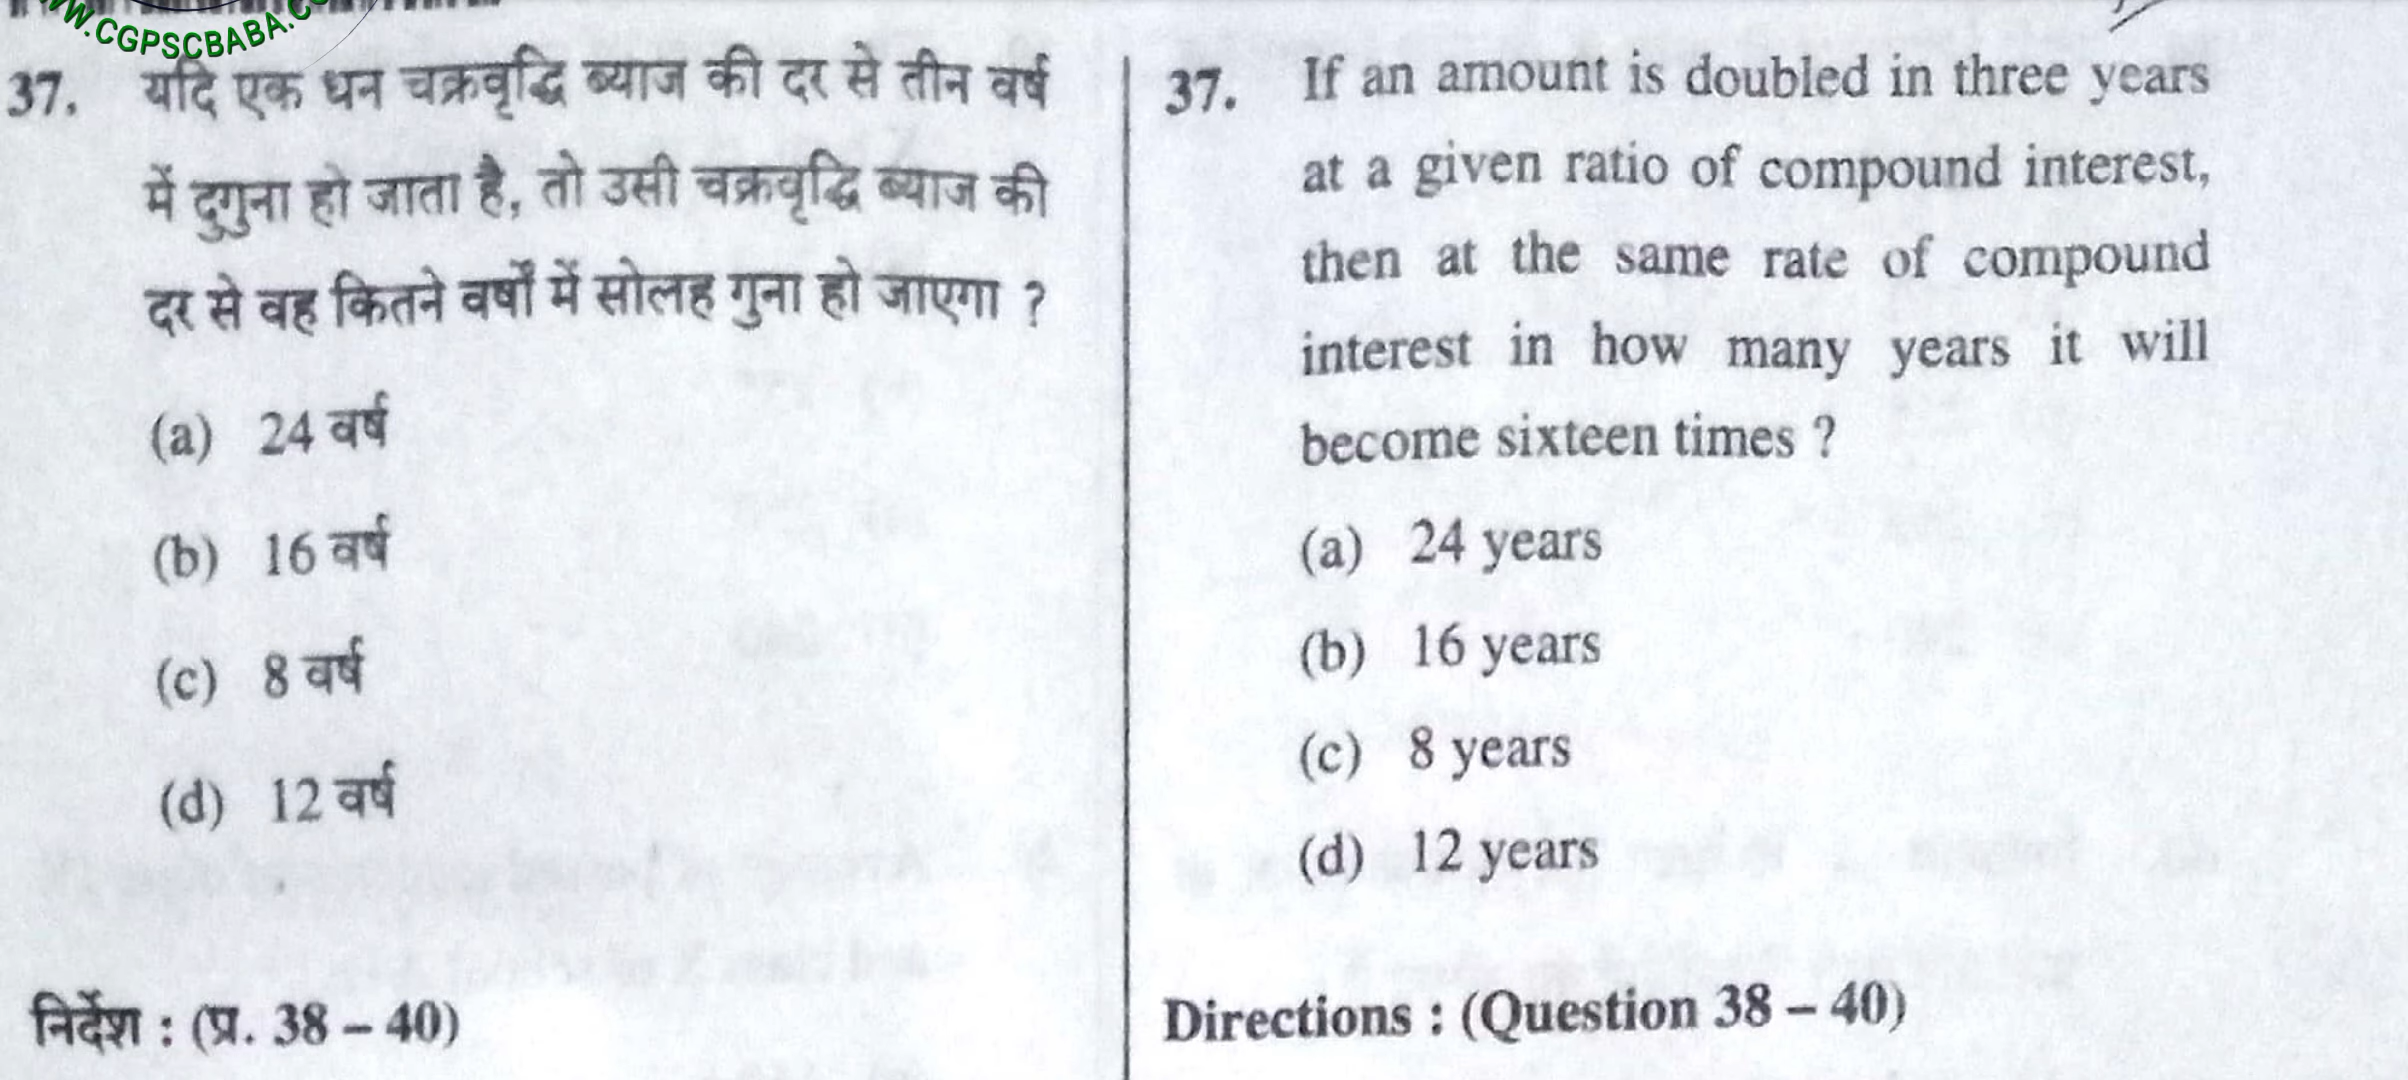 WW.CGPSCBABA.C
37. यदि एक धन चक्रवृद्धि ब्याज की दर से तीन वर्ष
में दुगुना हो जाता है, तो उसी चक्रवृद्धि ब्याज की
दर से वह कितने वर्षों में सोलह गुना हो जाएगा ?
(a) 24 वर्ष
(b) 16 वर्ष
(c) 8 वर्ष
(d) 12 वर्ष
निर्देश : (प्र. 38 – 40)
37. If an amount is doubled in three years
at a given ratio of compound interest,
then at the same rate of compound
interest in how many years it will
become sixteen times ?
(a) 24 years
(b) 16 years
(c) 8 years
(d) 12 years
Directions : (Question 38 – 40)